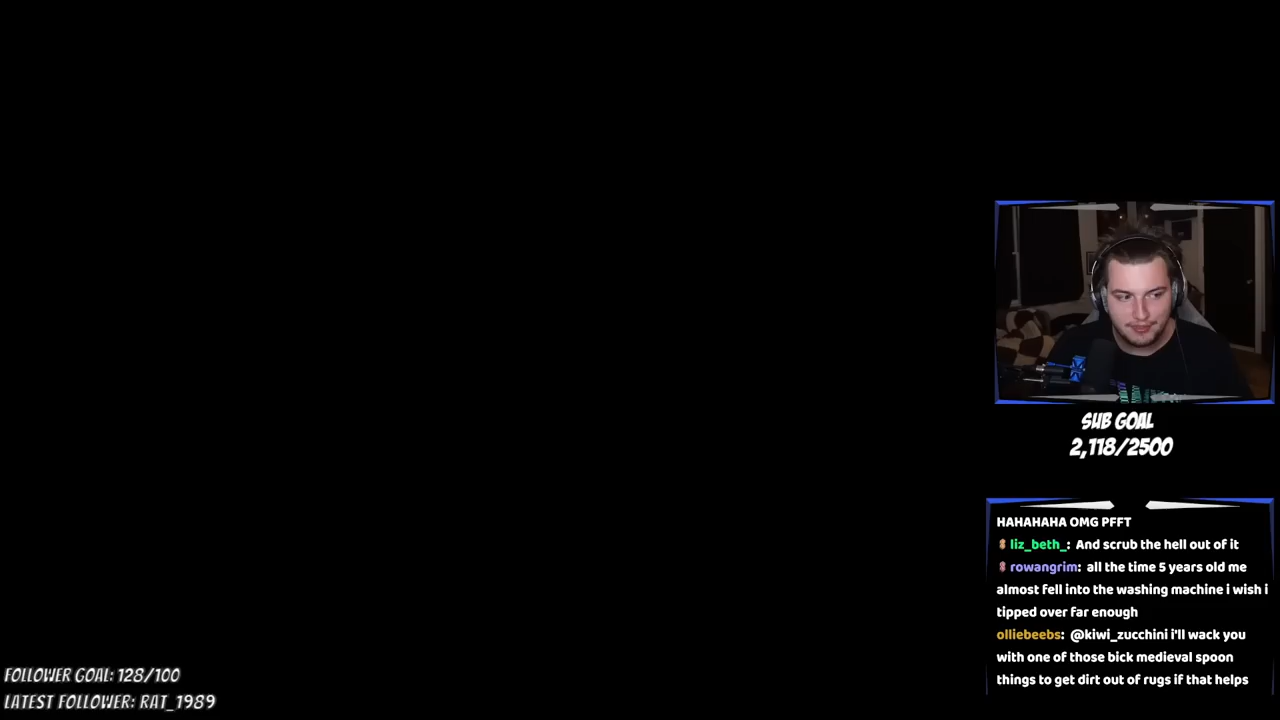 SUB GOAL
2,118/2500
HAHAHAHA OMG PFFT
liz_beth_: And scrub the hell out of it
rowangrim: all the time 5 years old me
almost fell into the washing machine i wish i
tipped over far enough
olliebeebs: @kiwi_zucchini i'll wack you
with one of those bick medieval spoon
things to get dirt out of rugs if that helps
FOLLOWER GOAL: 128/100
LATEST FOLLOWER: RAT_1989